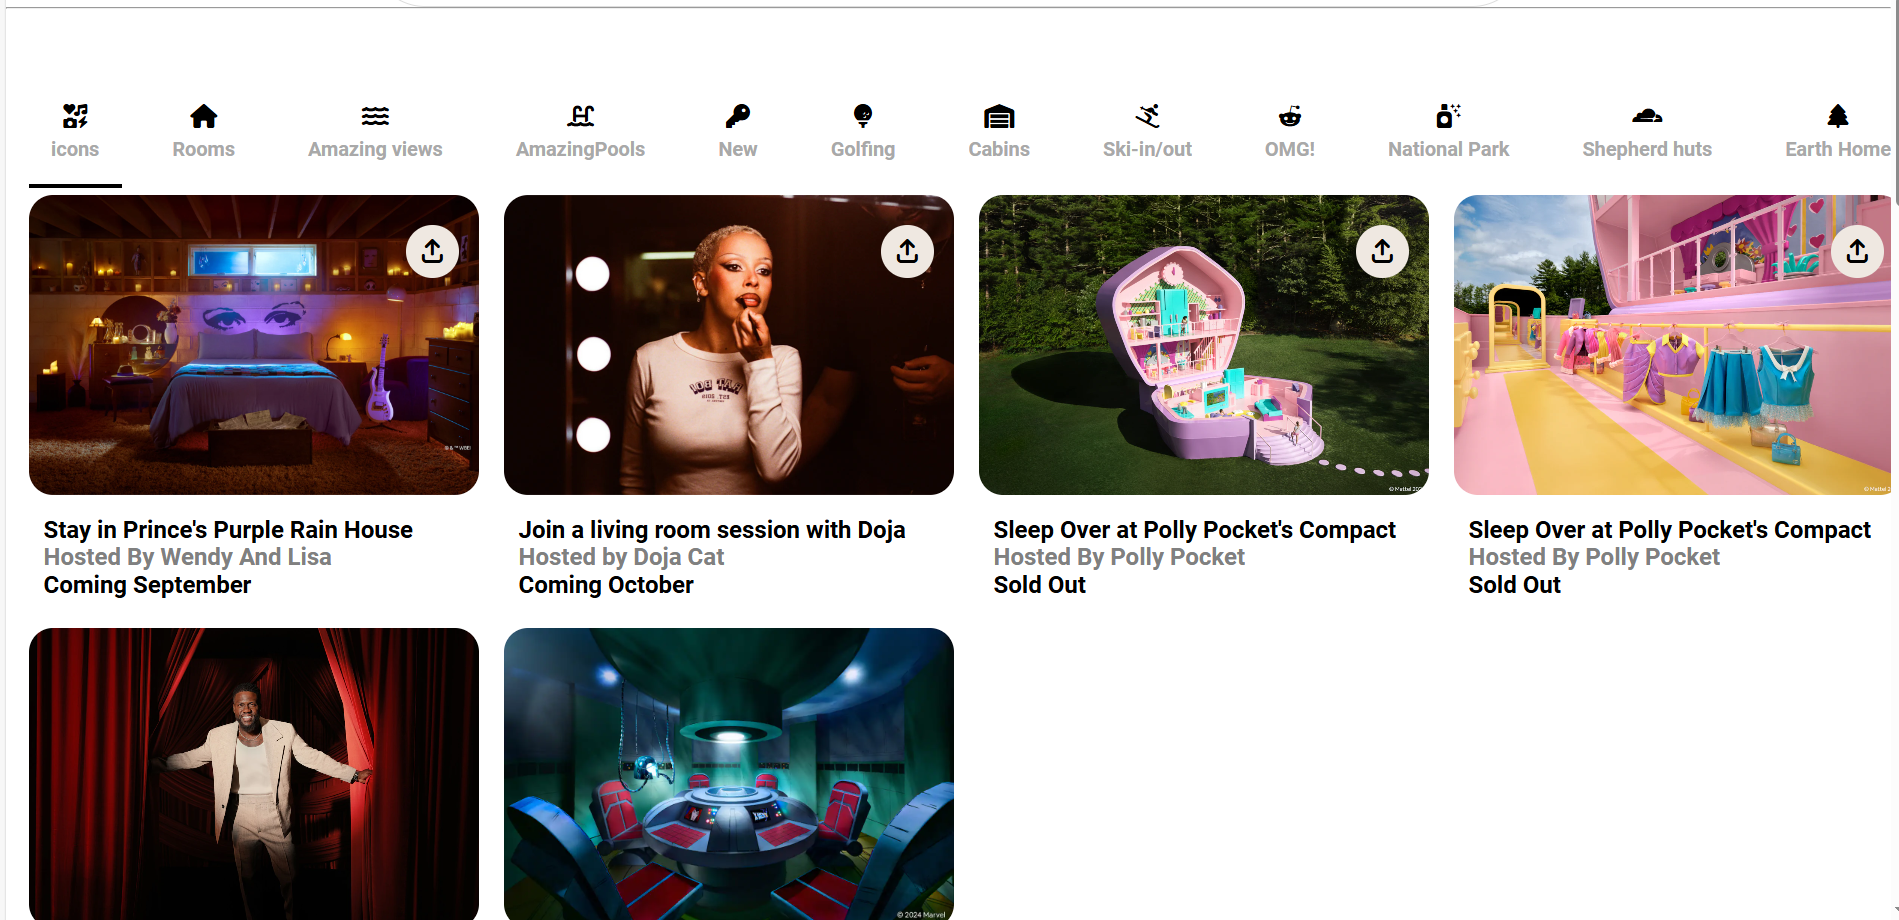 icons
Rooms
Amazing views
AmazingPools
New
Golfing
Cabins
Ski-in/out
OMG!
National Park
Shepherd huts
Earth Home
Stay in Prince's Purple Rain House
Hosted By Wendy And Lisa
Coming September
Join a living room session with Doja
Hosted by Doja Cat
Coming October
© Mattel
Sleep Over at Polly Pocket's Compact
Hosted By Polly Pocket
Sold Out
© Mattel
Sleep Over at Polly Pocket's Compact
Hosted By Polly Pocket
Sold Out
© 2024 Marvel